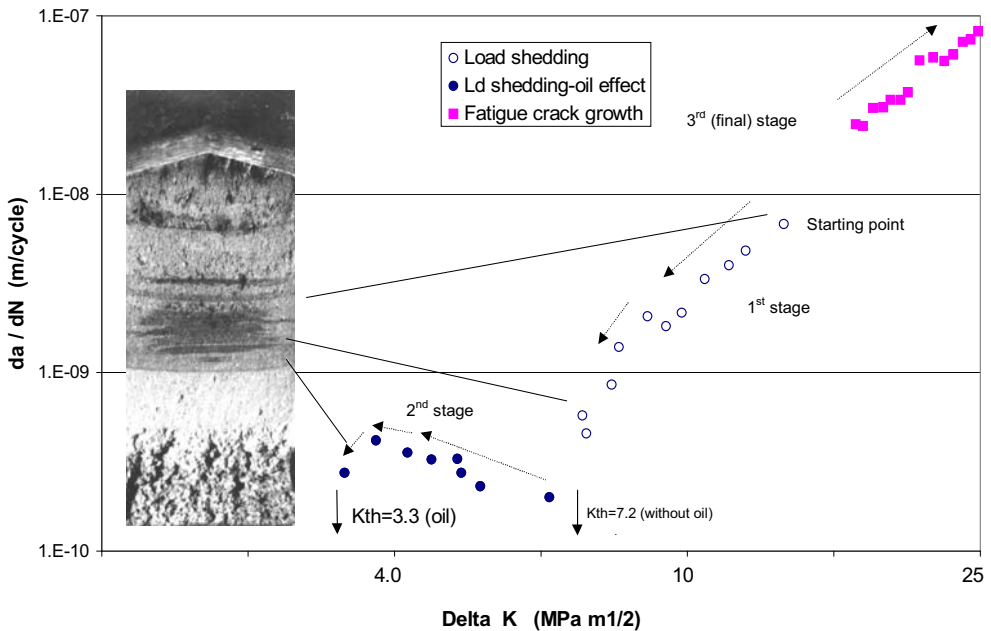 1.E-07
Load shedding
Ld shedding-oil effect
Fatigue crack growth
3rd (final) stage
1.E-08
Starting point
1st stage
da / dN (m/cycle)
1.E-09
2nd stage
Kth=3.3 (oil)
Kth=7.2 (without oil)
1.E-10
4.0
10
25
Delta K (MPa m1/2)